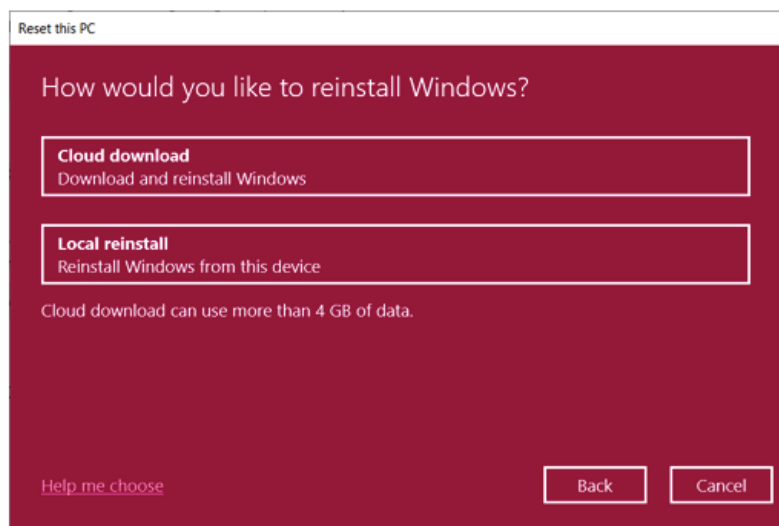 Reset this PC
How would you like to reinstall Windows?
Cloud download
Download and reinstall Windows
Local reinstall
Reinstall Windows from this device
Cloud download can use more than 4 GB of data.
Help me choose
Back
Cancel